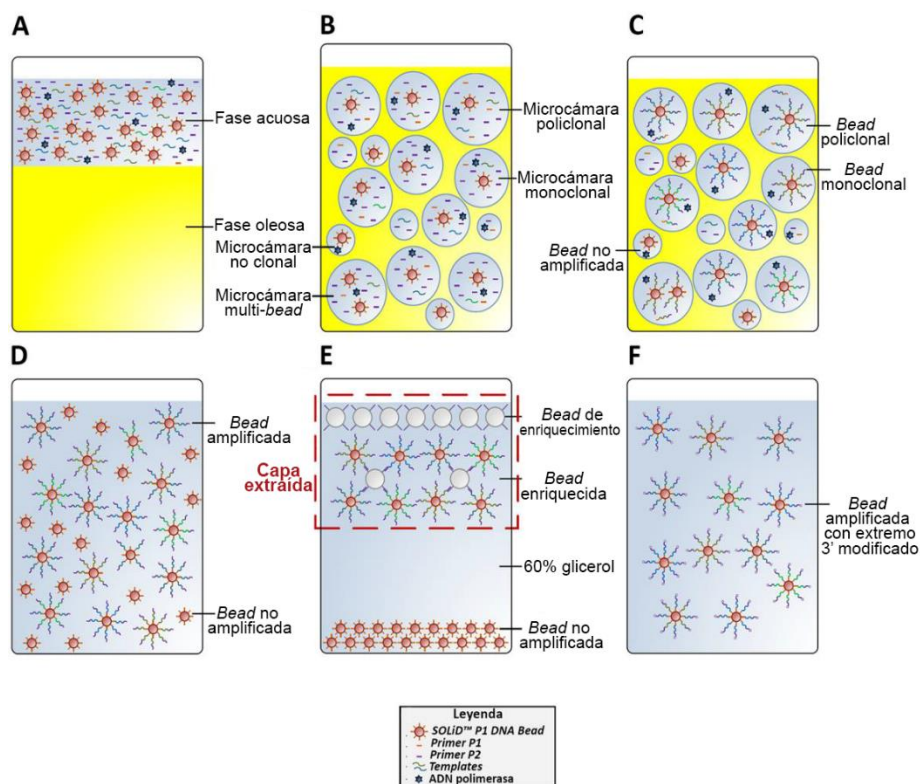 A
Fase acuosa
Fase oleosa
B
Microcámara
policlonal
Microcámara
monoclonal
Microcámara
no clonal
Microcámara
multi-bead
C
Bead
policlonal
Bead
monoclonal
Bead no
amplificada
D
Bead
amplificada
Bead no
amplificada
E
Capa
extraída
Bead de
enriquecimiento
Bead
enriquecida
60% glicerol
Bead no
amplificada
F
Bead
amplificada
con extremo
3' modificado
Leyenda
SOLiD™ P1 DNA Bead
Primer P1
Primer P2
Templates
ADN polimerasa